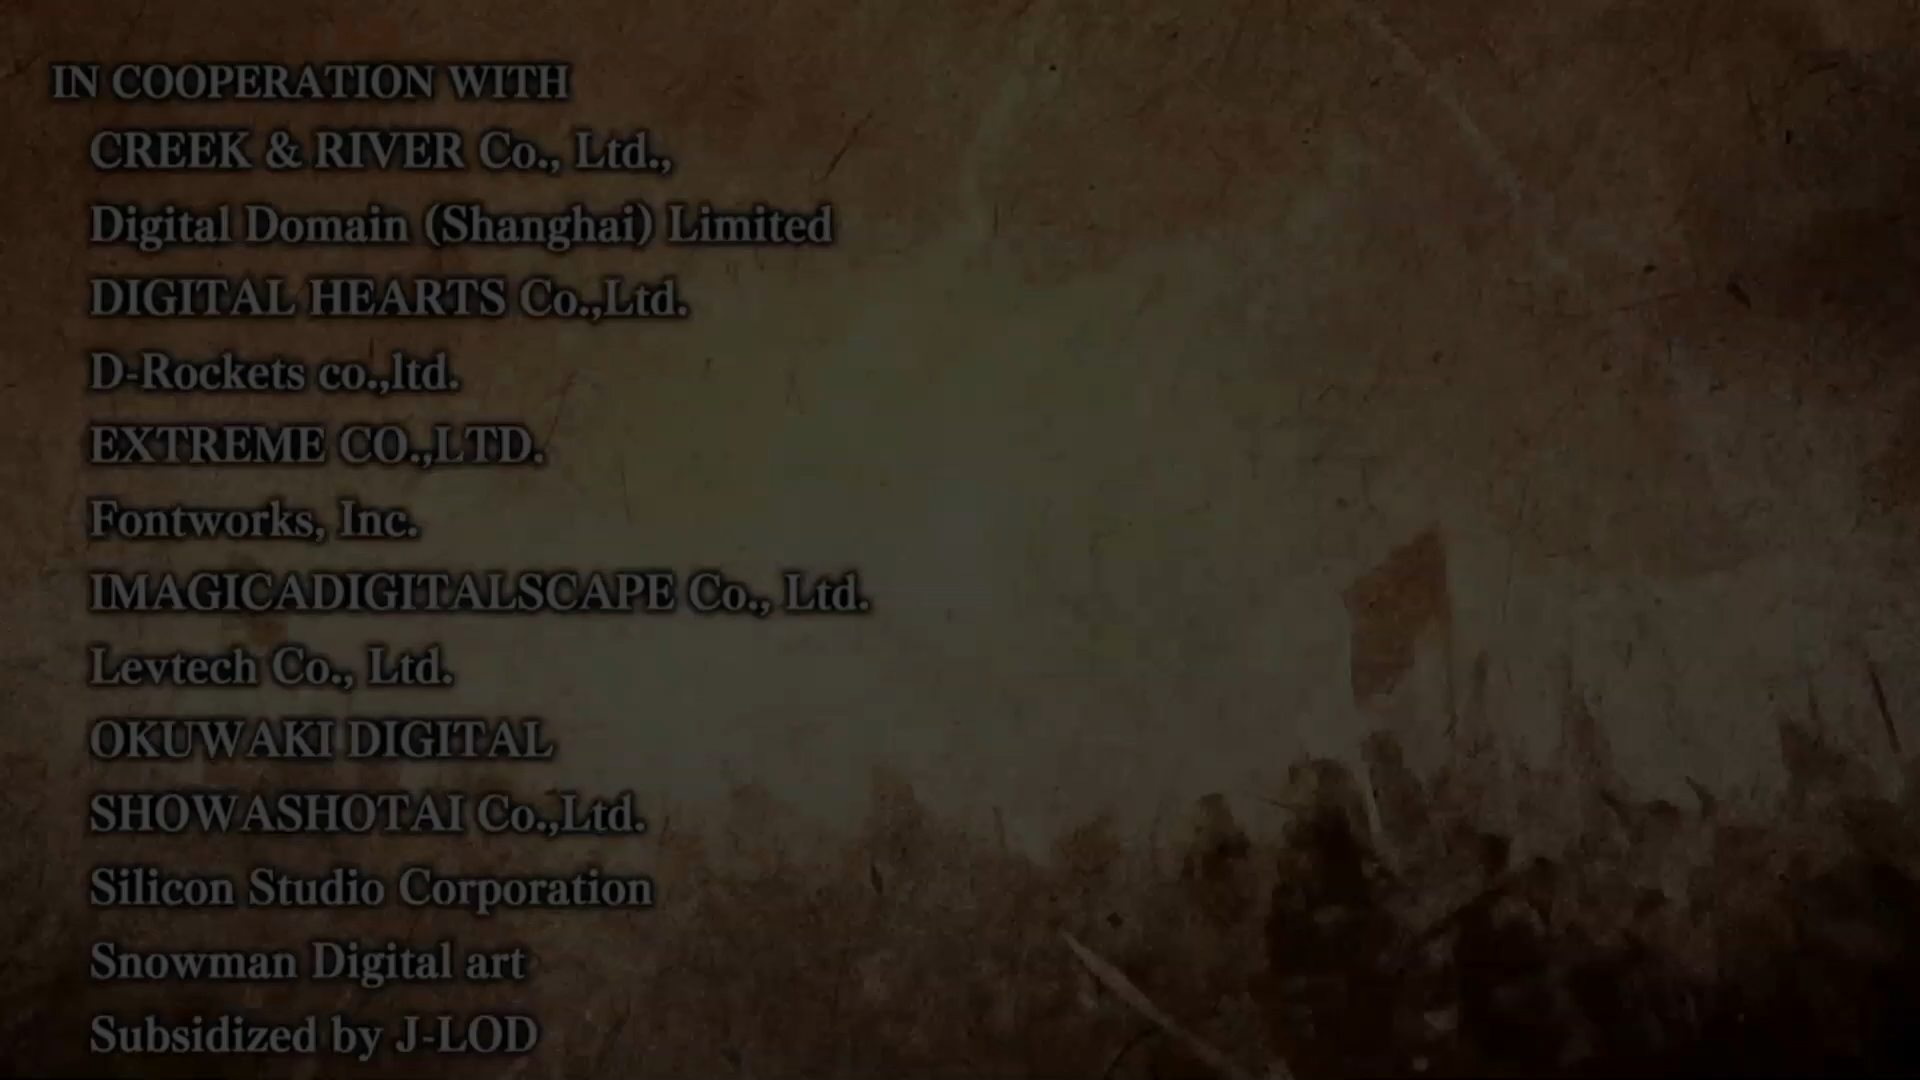 IN COOPERATION WITH
CREEK & RIVER Co., Ltd.,
Digital Domain (Shanghai) Limited
DIGITAL HEARTS Co.,Ltd.
D-Rockets co.,ltd.
EXTREME CO.,LTD.
Fontworks, Inc.
IMAGICADIGITALSCAPE Co., Ltd.
Levtech Co., Ltd.
OKUWAKI DIGITAL
SHOWASHOTAI Co.,Ltd.
Silicon Studio Corporation
Snowman Digital art
Subsidized by J-LOD